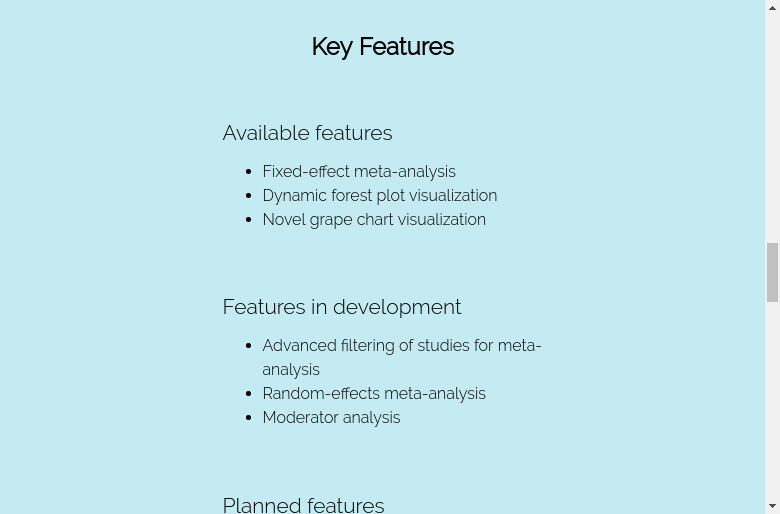 Key Features
Available features
Fixed-effect meta-analysis
Dynamic forest plot visualization
Novel grape chart visualization
Features in development
Advanced filtering of studies for meta-
analysis
Random-effects meta-analysis
Moderator analysis
Planned features